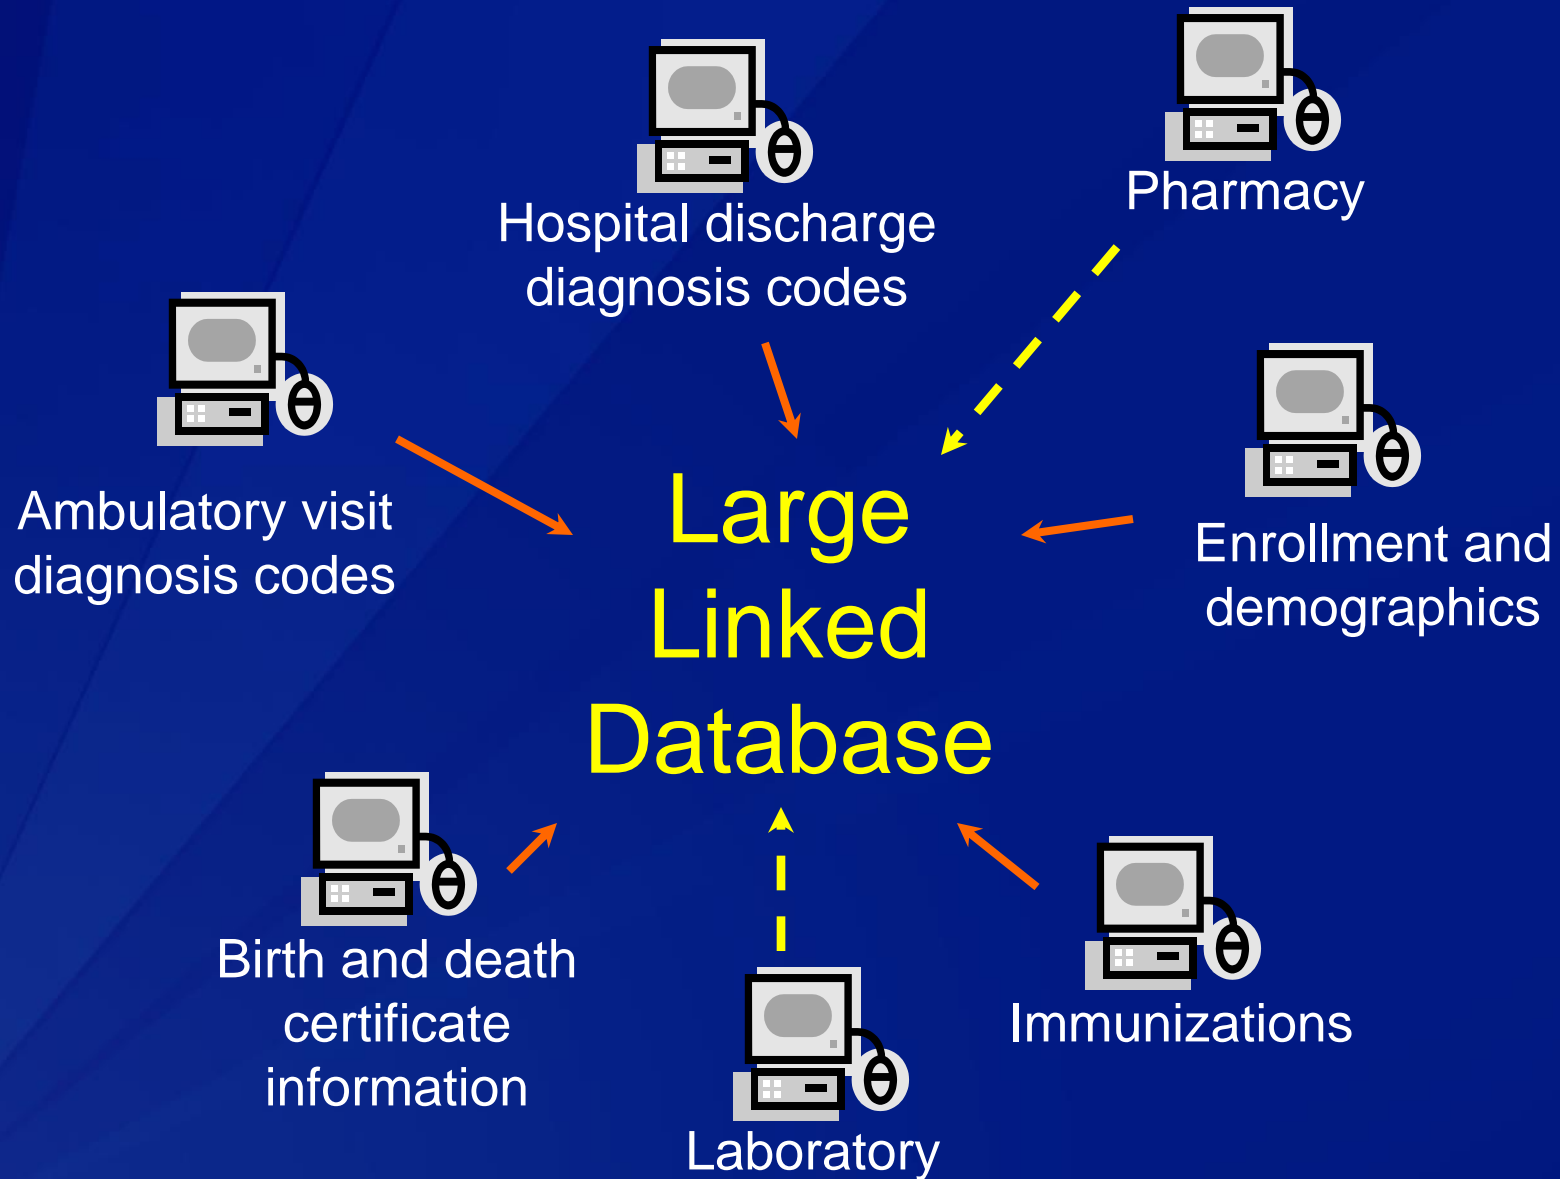 Pharmacy
Hospital discharge
diagnosis codes
Ambulatory visit
diagnosis codes
Large
Linked
Database
Enrollment and
demographics
Birth and death
certificate
information
Immunizations
Laboratory